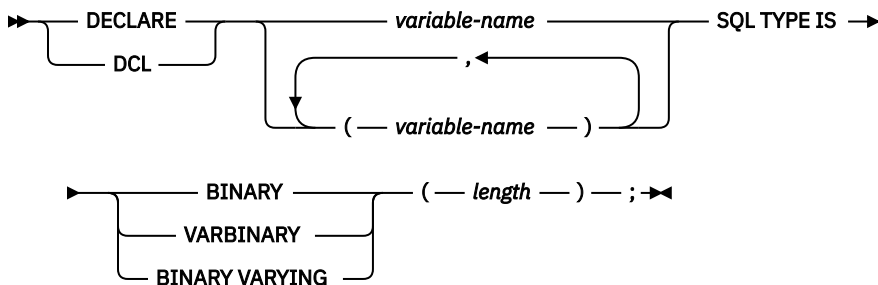 DECLARE variable-name SQL TYPE IS
DCL ,
( variable-name )
BINARY ( length ) ;
VARBINARY
BINARY VARYING